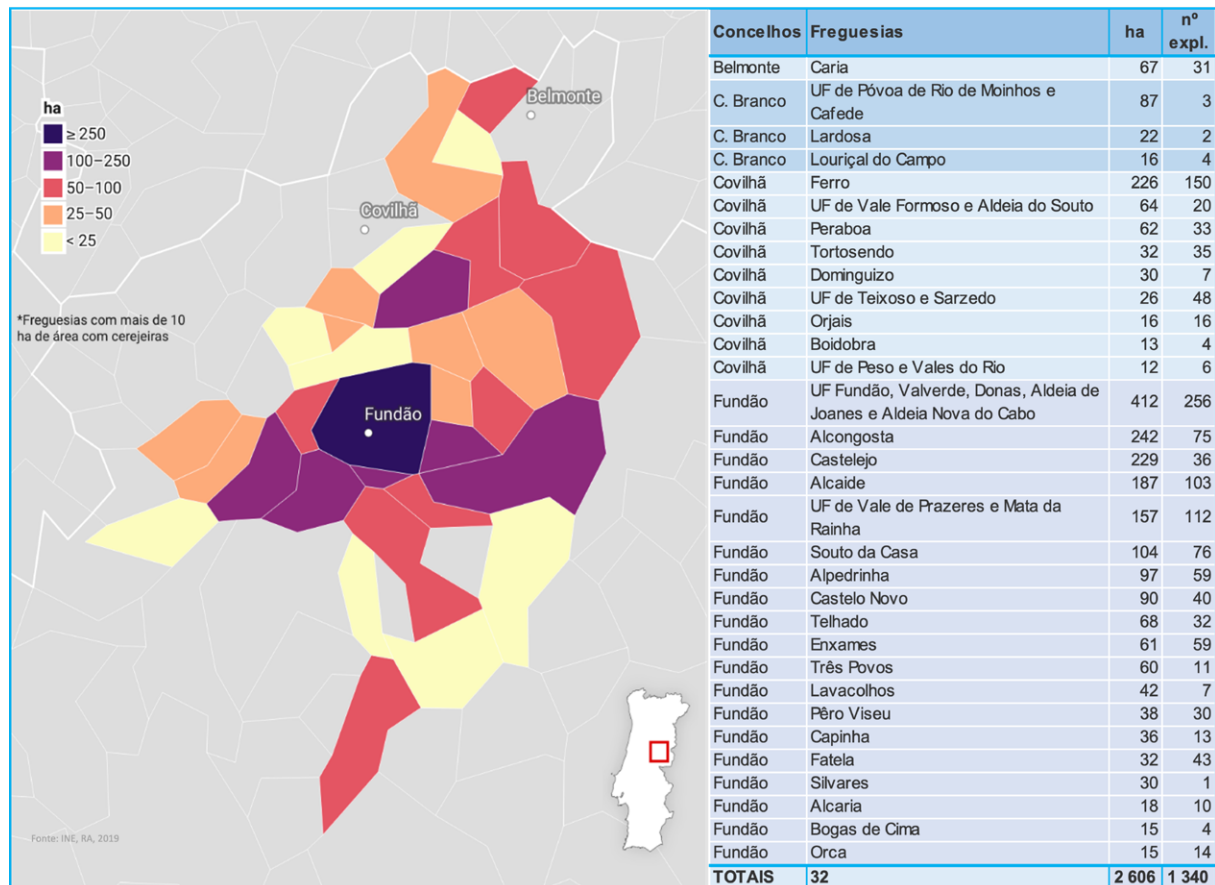 Belmonte
ha
≥ 250
100–250
50–100
25–50
< 25
Covilhã
*Freguesias com mais de 10
ha de área com cerejeiras
Fundão
Fonte: INE, RA, 2019
Concelhos Freguesias ha nº expl.
Belmonte Caria 67 31
C. Branco UF de Póvoa de Rio de Moinhos e
Cafede 87 3
C. Branco Lardosa 22 2
C. Branco Louriçal do Campo 16 4
Covilhã Ferro 226 150
Covilhã UF de Vale Formoso e Aldeia do Souto 64 20
Covilhã Peraboa 62 33
Covilhã Tortosendo 32 35
Covilhã Dominguizo 30 7
Covilhã UF de Teixoso e Sarzedo 26 48
Covilhã Orjais 16 16
Covilhã Boidobra 13 4
Covilhã UF de Peso e Vales do Rio 12 6
Fundão UF Fundão, Valverde, Donas, Aldeia de
Joanes e Aldeia Nova do Cabo 412 256
Fundão Alcongosta 242 75
Fundão Castelejo 229 36
Fundão Alcaide 187 103
Fundão UF de Vale de Prazeres e Mata da
Rainha 157 112
Fundão Souto da Casa 104 76
Fundão Alpedrinha 97 59
Fundão Castelo Novo 90 40
Fundão Telhado 68 32
Fundão Enxames 61 59
Fundão Três Povos 60 11
Fundão Lavacolhos 42 7
Fundão Pêro Viseu 38 30
Fundão Capinha 36 13
Fundão Fatela 32 43
Fundão Silvares 30 1
Fundão Alcaria 18 10
Fundão Bogas de Cima 15 4
Fundão Orca 15 14
TOTAIS 32 2 606 1 340